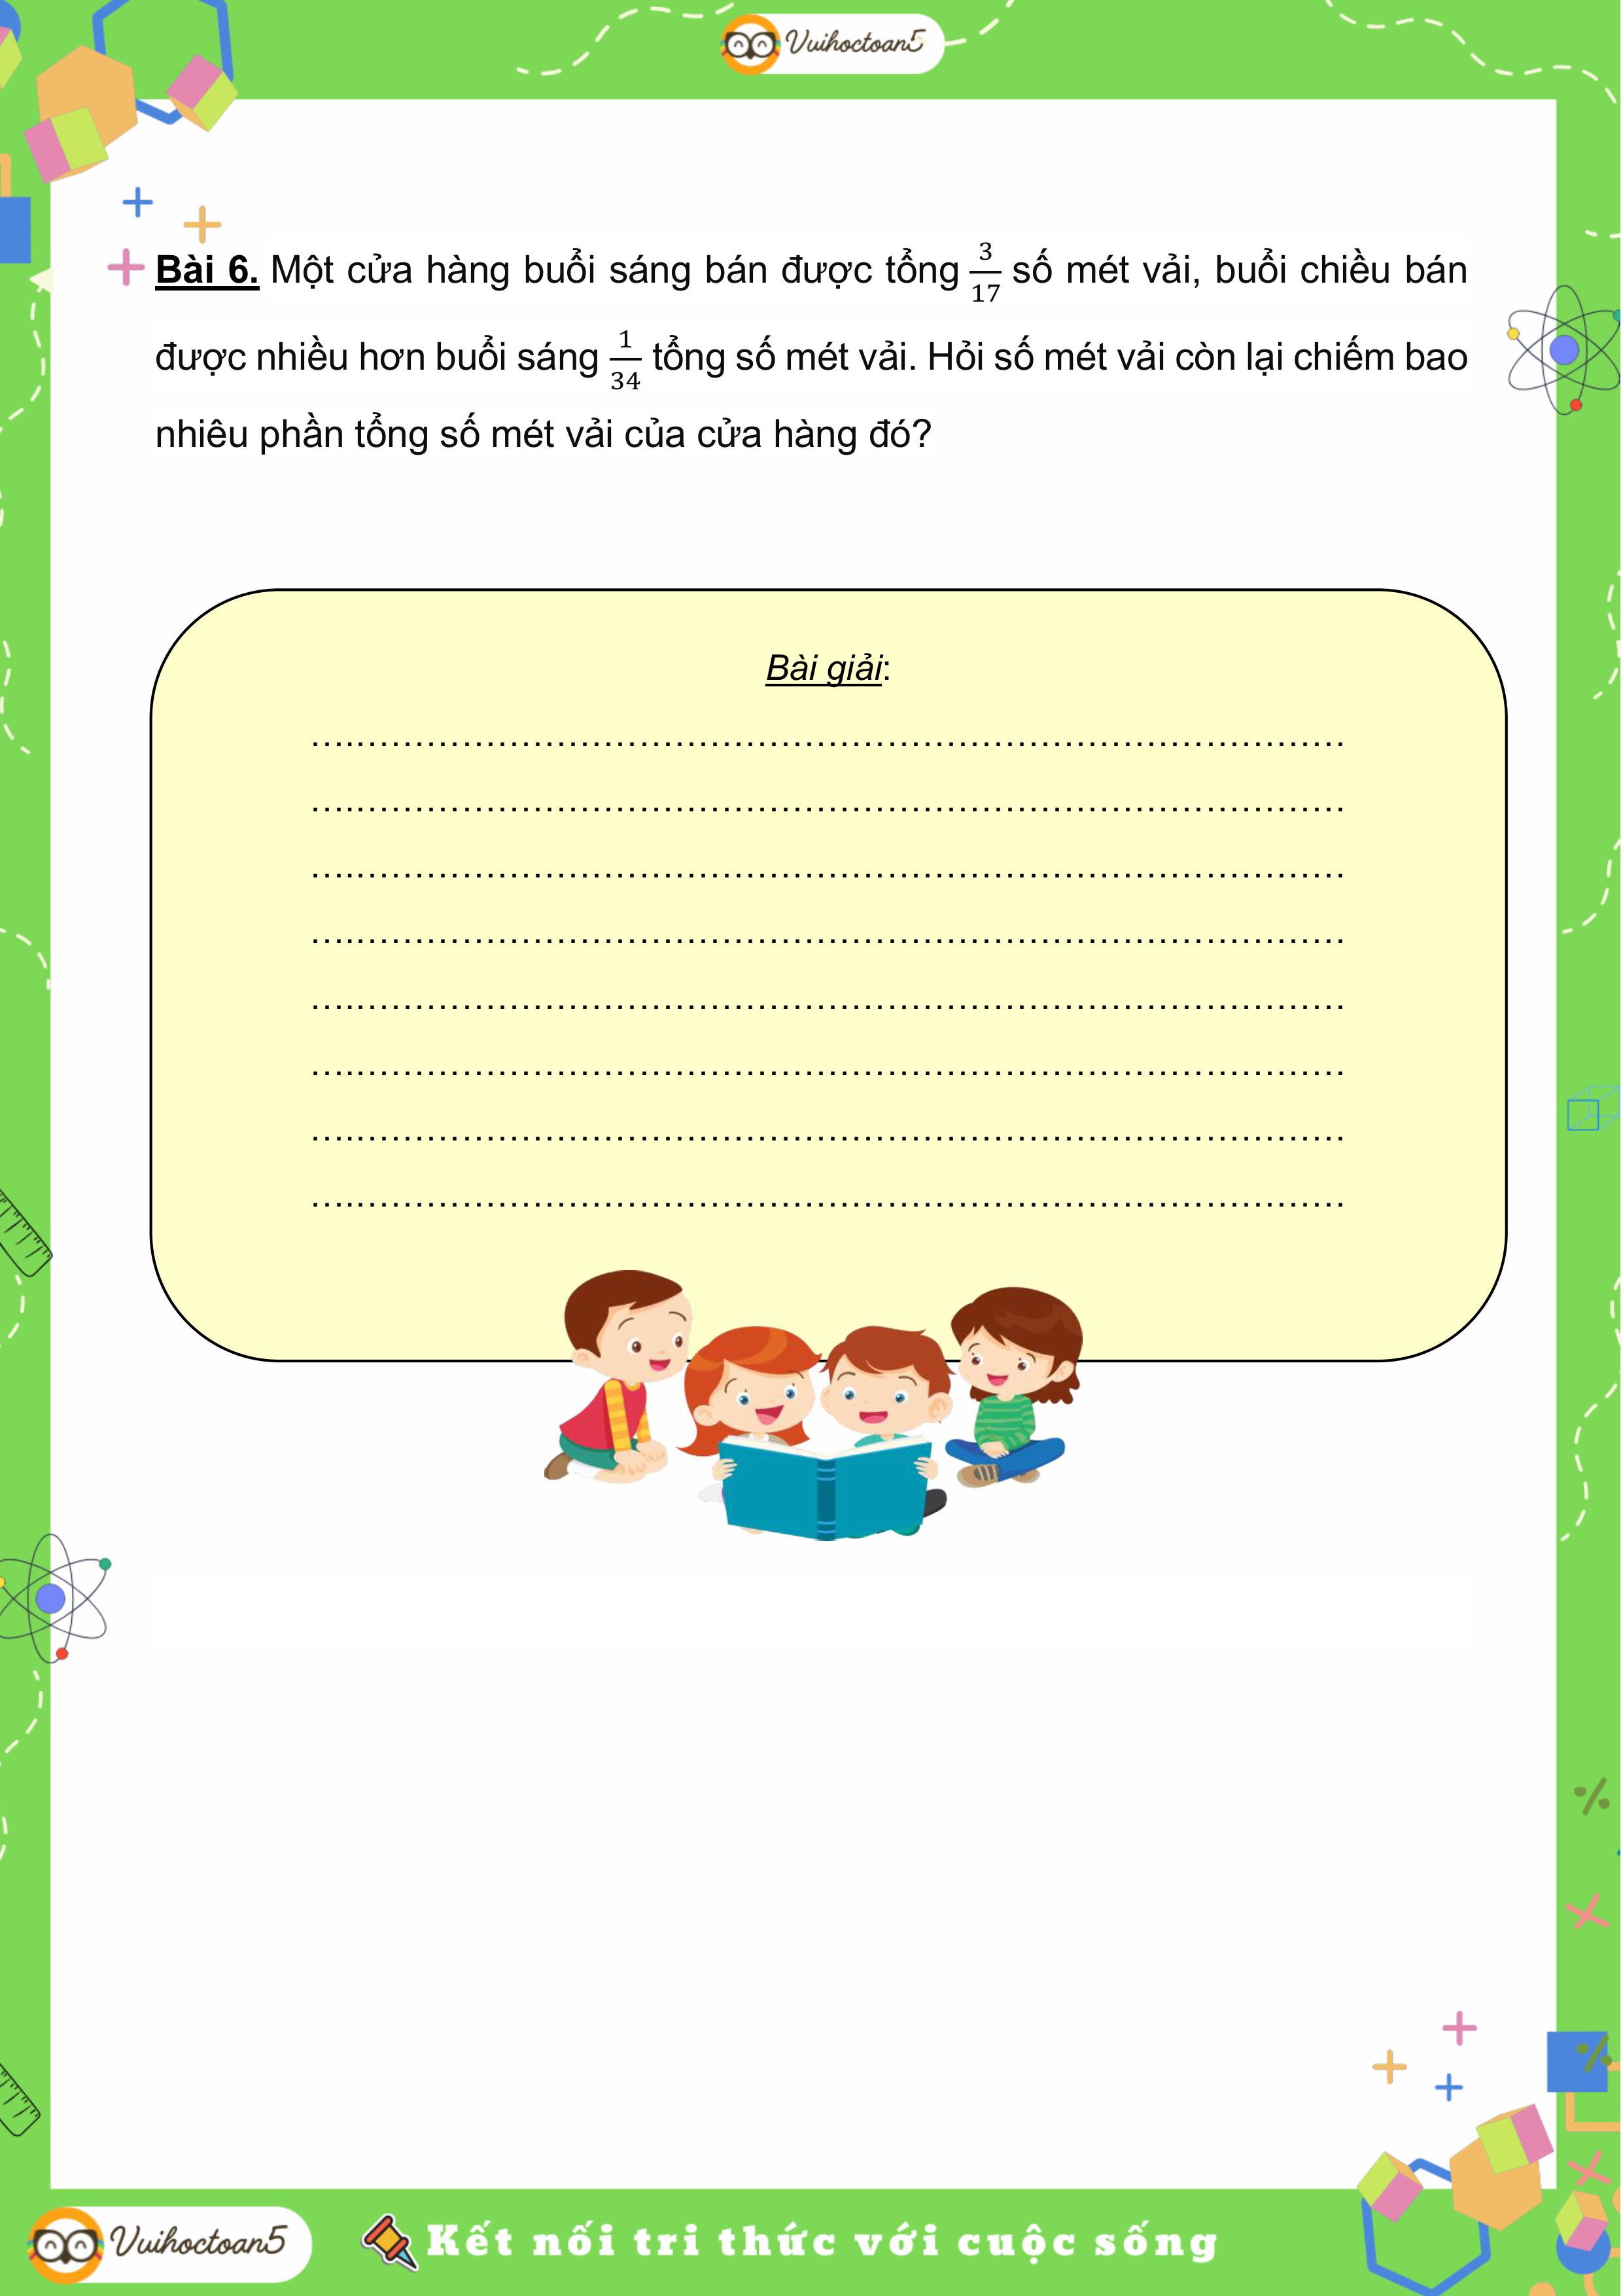 Vuihoctoan5
Bài 6. Một cửa hàng buổi sáng bán được tổng 3/17 số mét vải, buổi chiều bán
được nhiều hơn buổi sáng 1/34 tổng số mét vải. Hỏi số mét vải còn lại chiếm bao
nhiêu phần tổng số mét vải của cửa hàng đó?
Bài giải:
Vuihoctoan5
Kết nối tri thức với cuộc sống